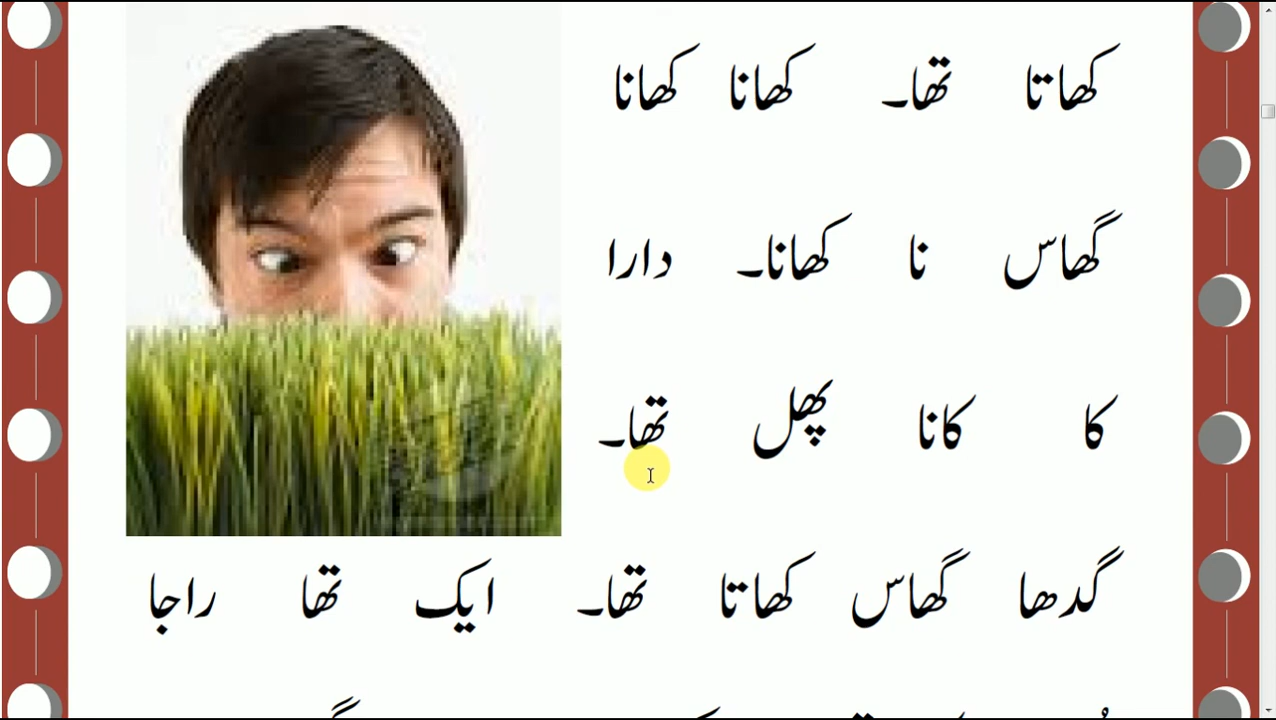 کھاتا تھا۔ کھانا کھانا
گھاس نا کھانا۔ دارا
کا کانا پھل تھا۔
گدھا گھاس کھاتا تھا۔ ایک تھا راجا